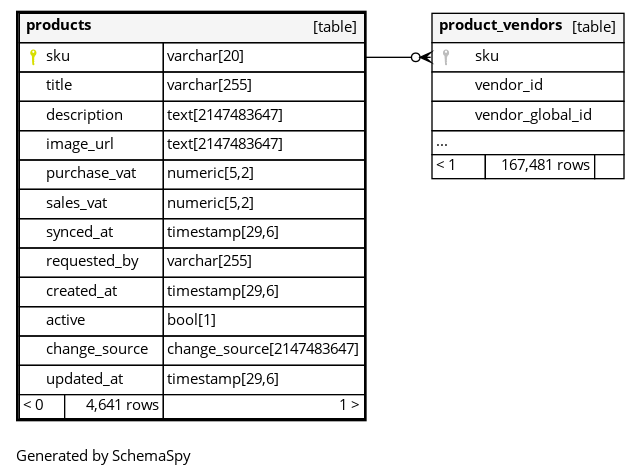 products [table]
sku varchar[20]
title varchar[255]
description text[2147483647]
image_url text[2147483647]
purchase_vat numeric[5,2]
sales_vat numeric[5,2]
synced_at timestamp[29,6]
requested_by varchar[255]
created_at timestamp[29,6]
active bool[1]
change_source change_source[2147483647]
updated_at timestamp[29,6]
< 0 4,641 rows 1 >
product_vendors [table]
sku
vendor_id
vendor_global_id
...
< 1 167,481 rows
Generated by SchemaSpy